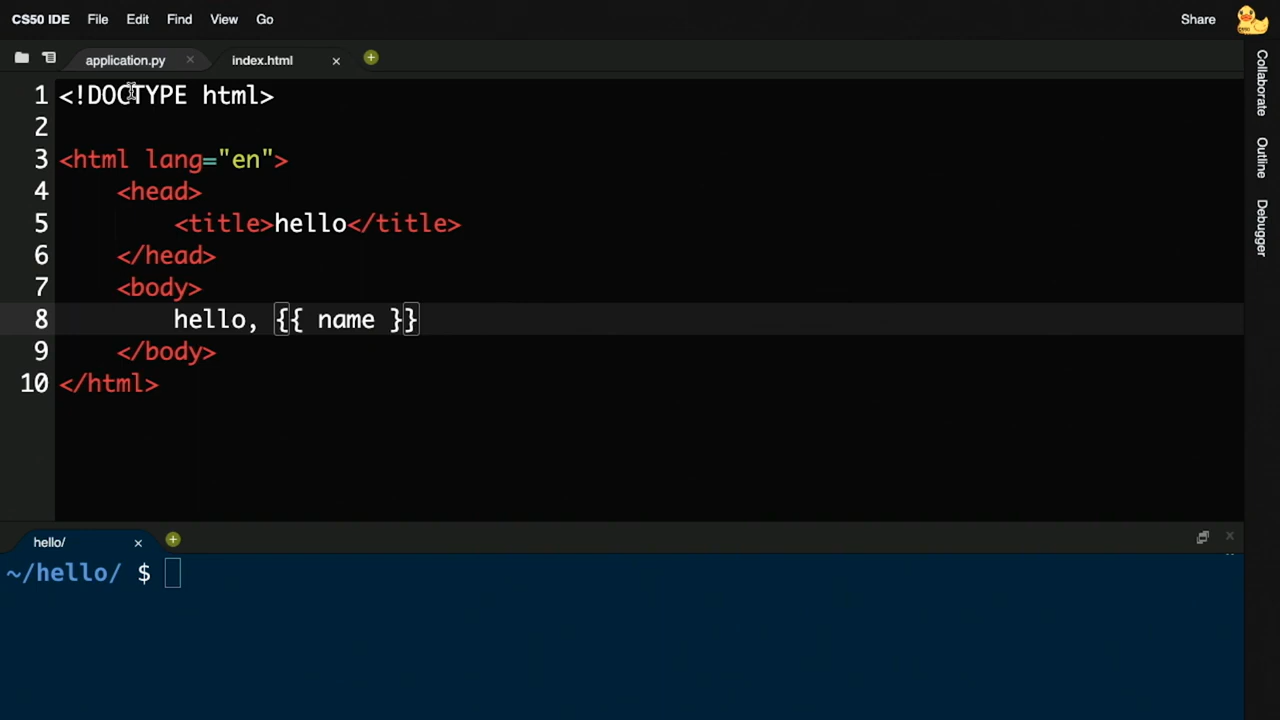 CS50 IDE File Edit Find View Go Share
application.py × index.html ×
1 <!DOCTYPE html>
2
3 <html lang="en">
4     <head>
5         <title>hello</title>
6     </head>
7     <body>
8         hello, {{ name }}
9     </body>
10 </html>
hello/ ×
~/hello/ $
Collaborate
Outline
Debugger